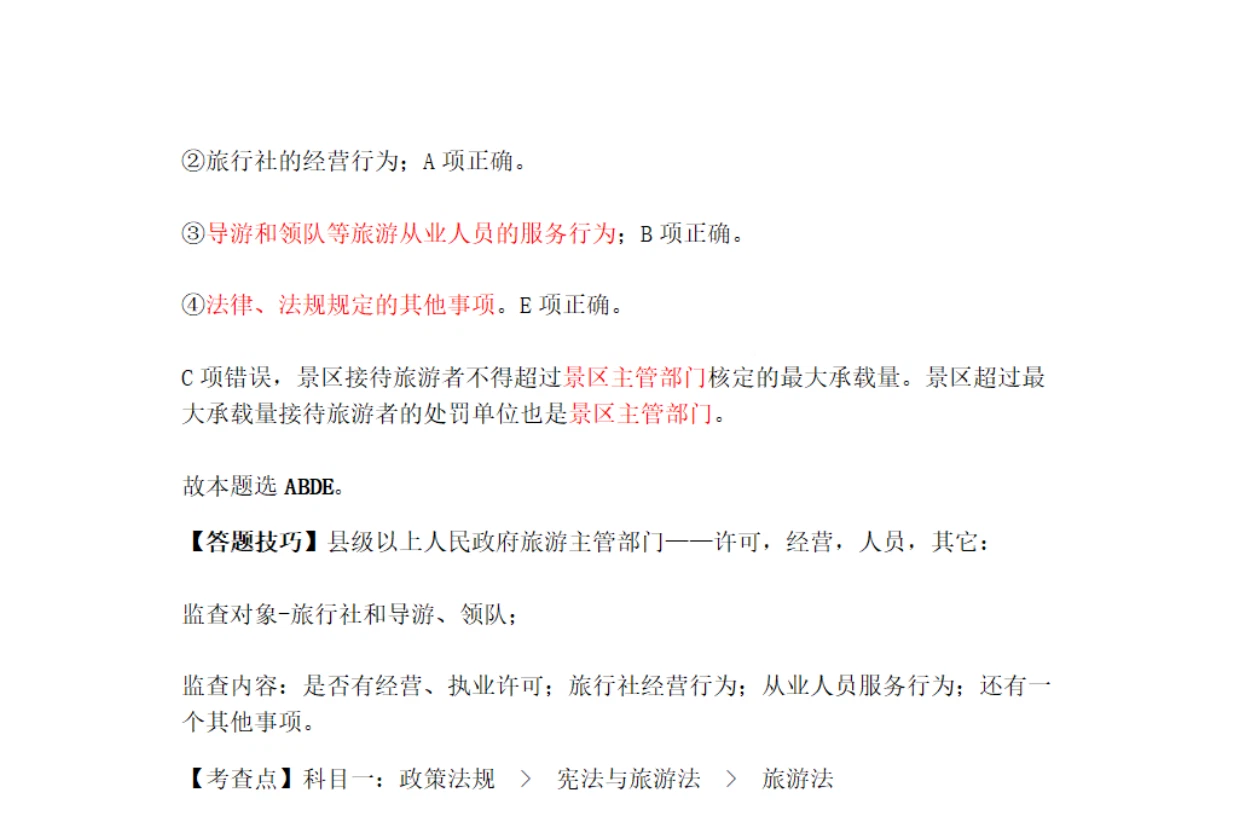 ②旅行社的经营行为；A 项正确。
③导游和领队等旅游从业人员的服务行为；B 项正确。
④法律、法规规定的其他事项。E 项正确。
C 项错误，景区接待旅游者不得超过景区主管部门核定的最大承载量。景区超过最
大承载量接待旅游者的处罚单位也是景区主管部门。
故本题选 ABDE。
【答题技巧】县级以上人民政府旅游主管部门——许可，经营，人员，其它：
监查对象-旅行社和导游、领队；
监查内容：是否有经营、执业许可；旅行社经营行为；从业人员服务行为；还有一
个其他事项。
【考查点】科目一：政策法规 > 宪法与旅游法 > 旅游法